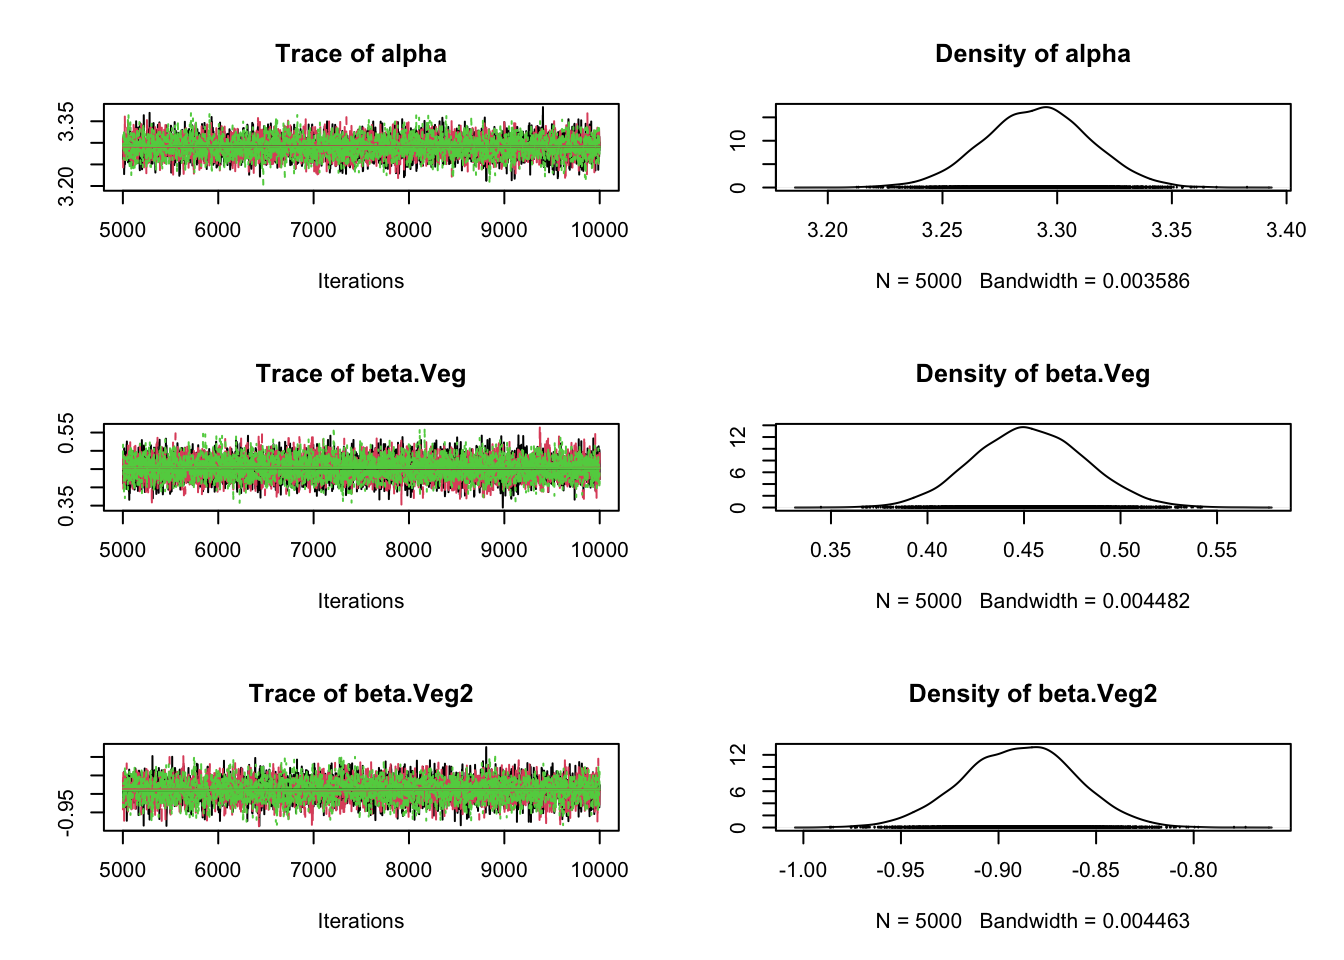 Trace of alpha
3.20 3.35
5000 6000 7000 8000 9000 10000
Iterations
Density of alpha
0 10
3.20 3.25 3.30 3.35 3.40
N = 5000 Bandwidth = 0.003586
Trace of beta.Veg
0.35 0.55
5000 6000 7000 8000 9000 10000
Iterations
Density of beta.Veg
0 6 12
0.35 0.40 0.45 0.50 0.55
N = 5000 Bandwidth = 0.004482
Trace of beta.Veg2
-0.95
5000 6000 7000 8000 9000 10000
Iterations
Density of beta.Veg2
0 6 12
-1.00 -0.95 -0.90 -0.85 -0.80
N = 5000 Bandwidth = 0.004463